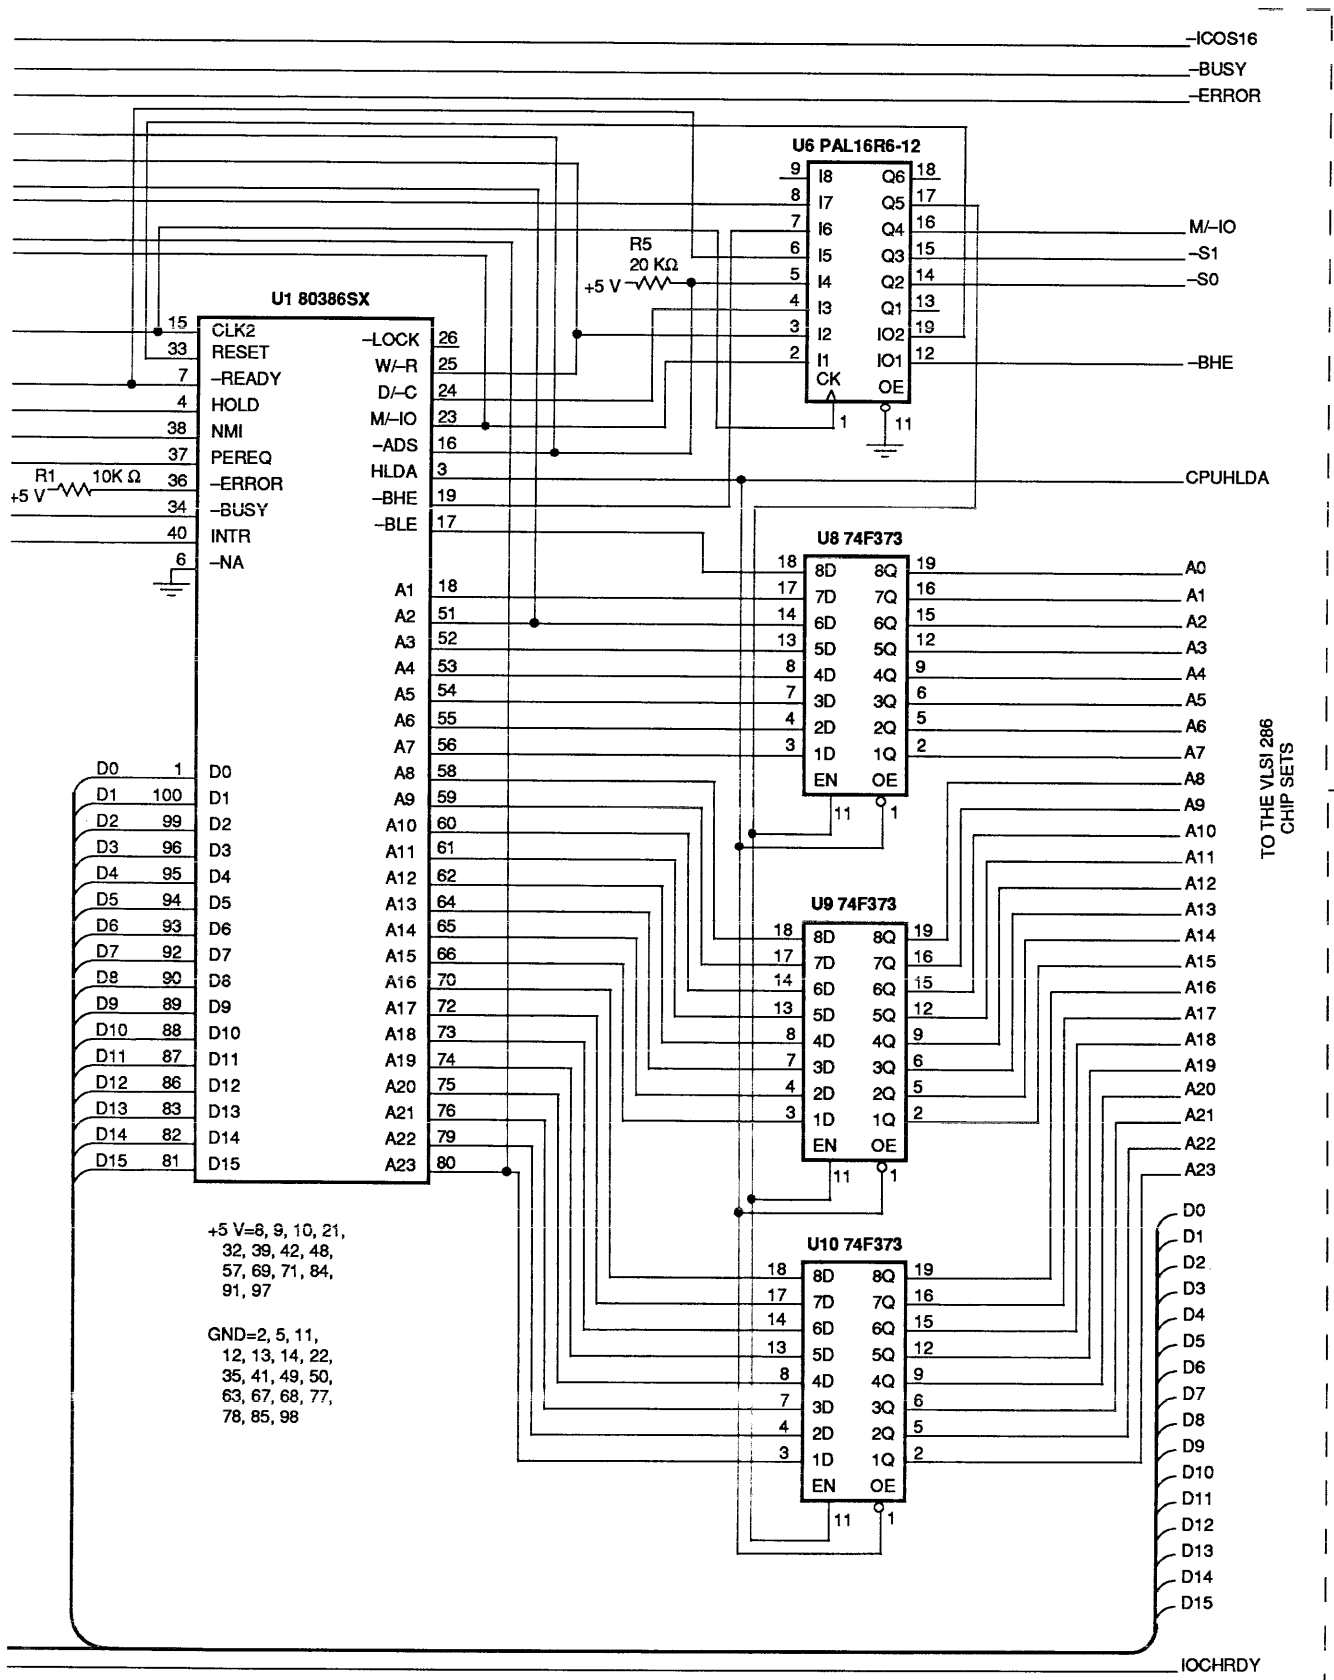 –ICOS16
–BUSY
–ERROR
U6 PAL16R6-12
9 I8 Q6 18
8 I7 Q5 17
7 I6 Q4 16 M/–IO
6 I5 Q3 15 –S1
5 I4 Q2 14 –S0
4 I3 Q1 13
3 I2 IO2 19
2 I1 IO1 12 –BHE
CK OE
1 11
R5
20 KΩ
+5 V
U1 80386SX
15 CLK2
33 RESET
7 –READY
4 HOLD
38 NMI
37 PEREQ
R1 10K Ω
+5 V
36 –ERROR
34 –BUSY
40 INTR
6 –NA
–LOCK 26
W/–R 25
D/–C 24
M/–IO 23
–ADS 16
HLDA 3 CPUHLDA
–BHE 19
–BLE 17
A1 18
A2 51
A3 52
A4 53
A5 54
A6 55
A7 56
A8 58
A9 59
A10 60
A11 61
A12 62
A13 64
A14 65
A15 66
A16 70
A17 72
A18 73
A19 74
A20 75
A21 76
A22 79
A23 80
D0 1 D0
D1 100 D1
D2 99 D2
D3 96 D3
D4 95 D4
D5 94 D5
D6 93 D6
D7 92 D7
D8 90 D8
D9 89 D9
D10 88 D10
D11 87 D11
D12 86 D12
D13 83 D13
D14 82 D14
D15 81 D15
+5 V=8, 9, 10, 21,
32, 39, 42, 48,
57, 69, 71, 84,
91, 97
GND=2, 5, 11,
12, 13, 14, 22,
35, 41, 49, 50,
63, 67, 68, 77,
78, 85, 98
U8 74F373
18 8D 8Q 19 A0
17 7D 7Q 16 A1
14 6D 6Q 15 A2
13 5D 5Q 12 A3
8 4D 4Q 9 A4
7 3D 3Q 6 A5
4 2D 2Q 5 A6
3 1D 1Q 2 A7
EN OE
11 1
U9 74F373
18 8D 8Q 19
17 7D 7Q 16
14 6D 6Q 15
13 5D 5Q 12
8 4D 4Q 9
7 3D 3Q 6
4 2D 2Q 5
3 1D 1Q 2
EN OE
11 1
U10 74F373
18 8D 8Q 19
17 7D 7Q 16
14 6D 6Q 15
13 5D 5Q 12
8 4D 4Q 9
7 3D 3Q 6
4 2D 2Q 5
3 1D 1Q 2
EN OE
11 1
A8
A9
A10
A11
A12
A13
A14
A15
A16
A17
A18
A19
A20
A21
A22
A23
D0
D1
D2
D3
D4
D5
D6
D7
D8
D9
D10
D11
D12
D13
D14
D15
IOCHRDY
TO THE VLSI 286
CHIP SETS